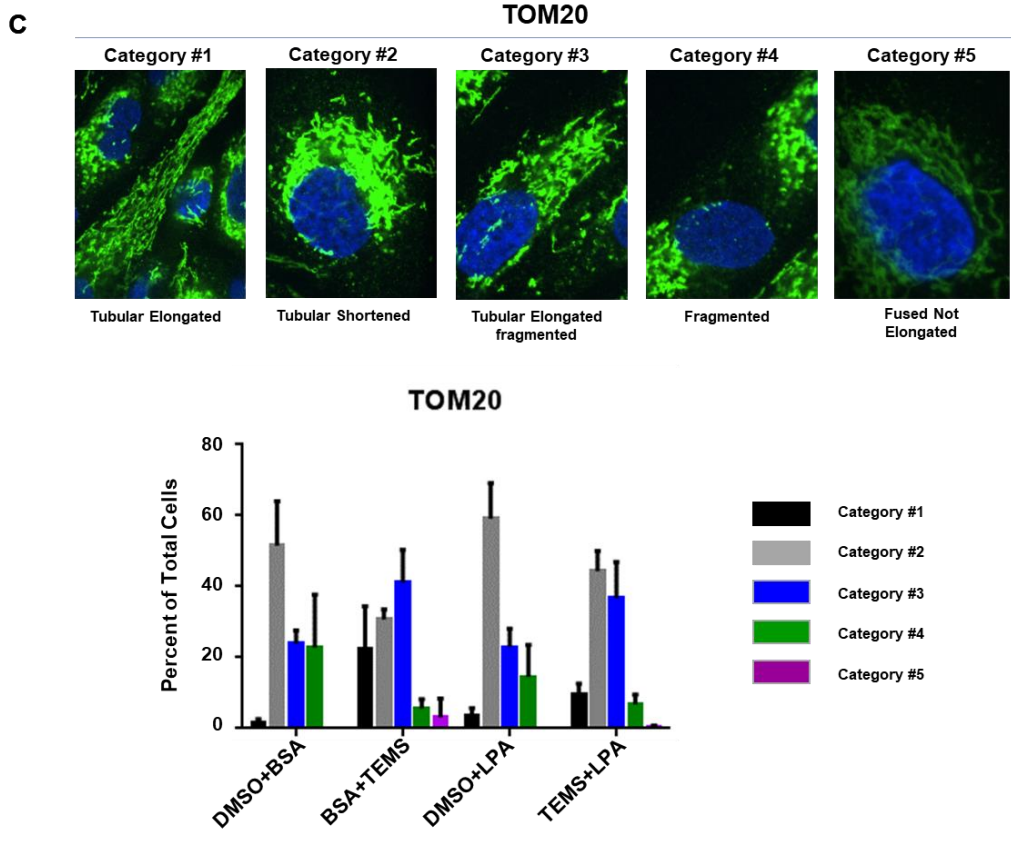 C
TOM20
Category #1
Category #2
Category #3
Category #4
Category #5
Tubular Elongated
Tubular Shortened
Tubular Elongated
fragmented
Fragmented
Fused Not
Elongated
TOM20
Percent of Total Cells
80
60
40
20
0
DMSO+BSA
BSA+TEMS
DMSO+LPA
TEMS+LPA
Category #1
Category #2
Category #3
Category #4
Category #5